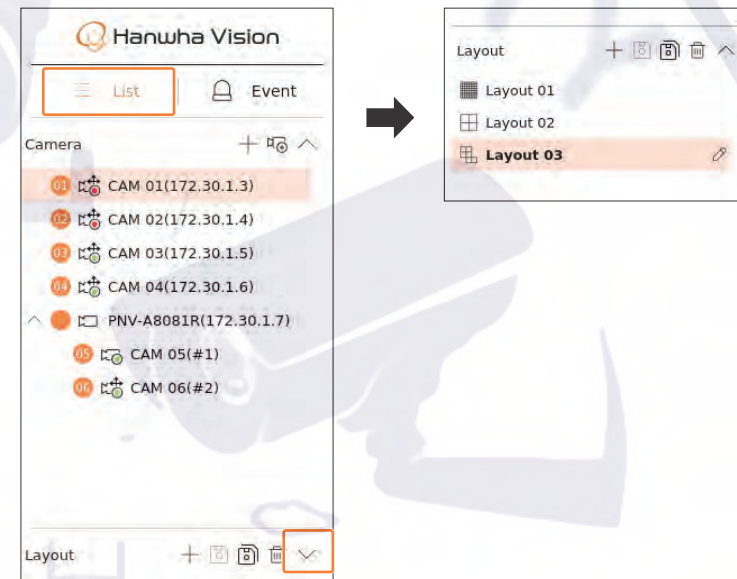 Hanwha Vision
List
Event
Camera
01 CAM 01(172.30.1.3)
02 CAM 02(172.30.1.4)
03 CAM 03(172.30.1.5)
04 CAM 04(172.30.1.6)
PNV-A8081R(172.30.1.7)
05 CAM 05(#1)
06 CAM 06(#2)
Layout
Layout
Layout 01
Layout 02
Layout 03